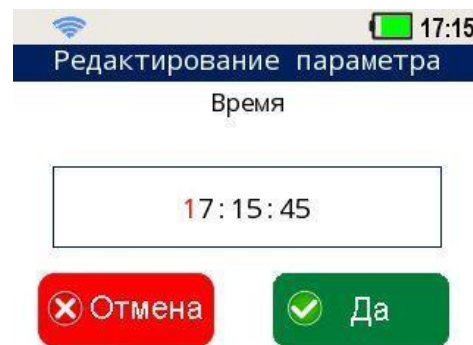 17:15
Редактирование параметра
Время
17:15:45
Отмена
Да